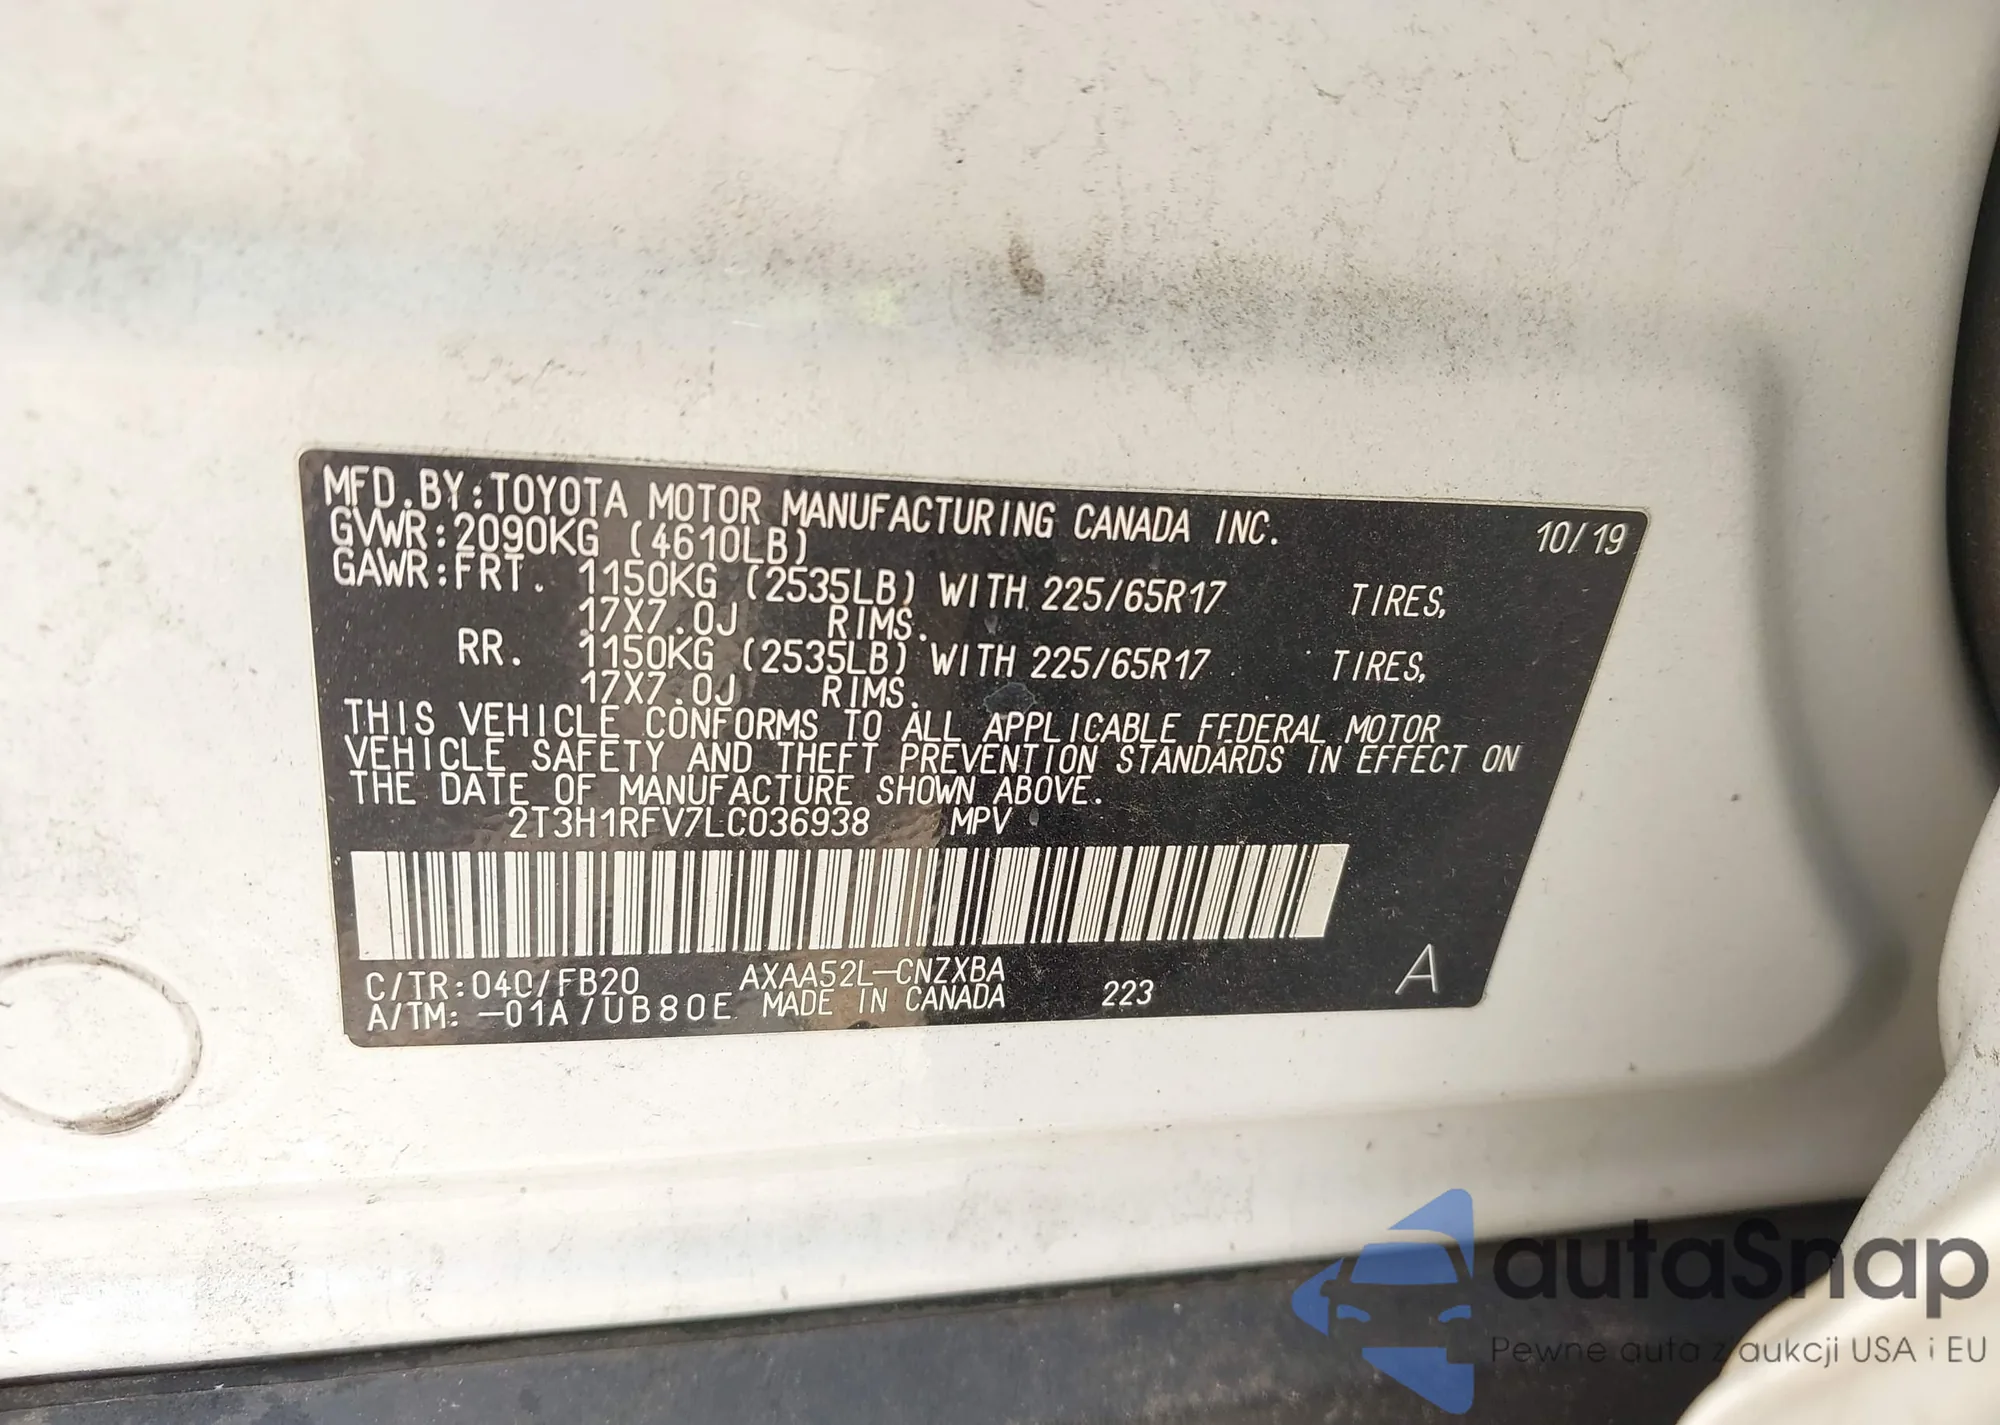 MFD.BY:TOYOTA MOTOR MANUFACTURING CANADA INC. 10/19
GVWR:2090KG (4610LB)
GAWR:FRT. 1150KG (2535LB) WITH 225/65R17 TIRES,
17X7.0J RIMS.
RR. 1150KG (2535LB) WITH 225/65R17 TIRES,
17X7.0J RIMS.
THIS VEHICLE CONFORMS TO ALL APPLICABLE FEDERAL MOTOR
VEHICLE SAFETY AND THEFT PREVENTION STANDARDS IN EFFECT ON
THE DATE OF MANUFACTURE SHOWN ABOVE.
2T3H1RFV7LC036938 MPV
C/TR:040/FB20 AXAA52L-CNZXBA
A/TM: -01A/UB80E MADE IN CANADA 223 A
autaSnap
Pewne auta z aukcji USA i EU